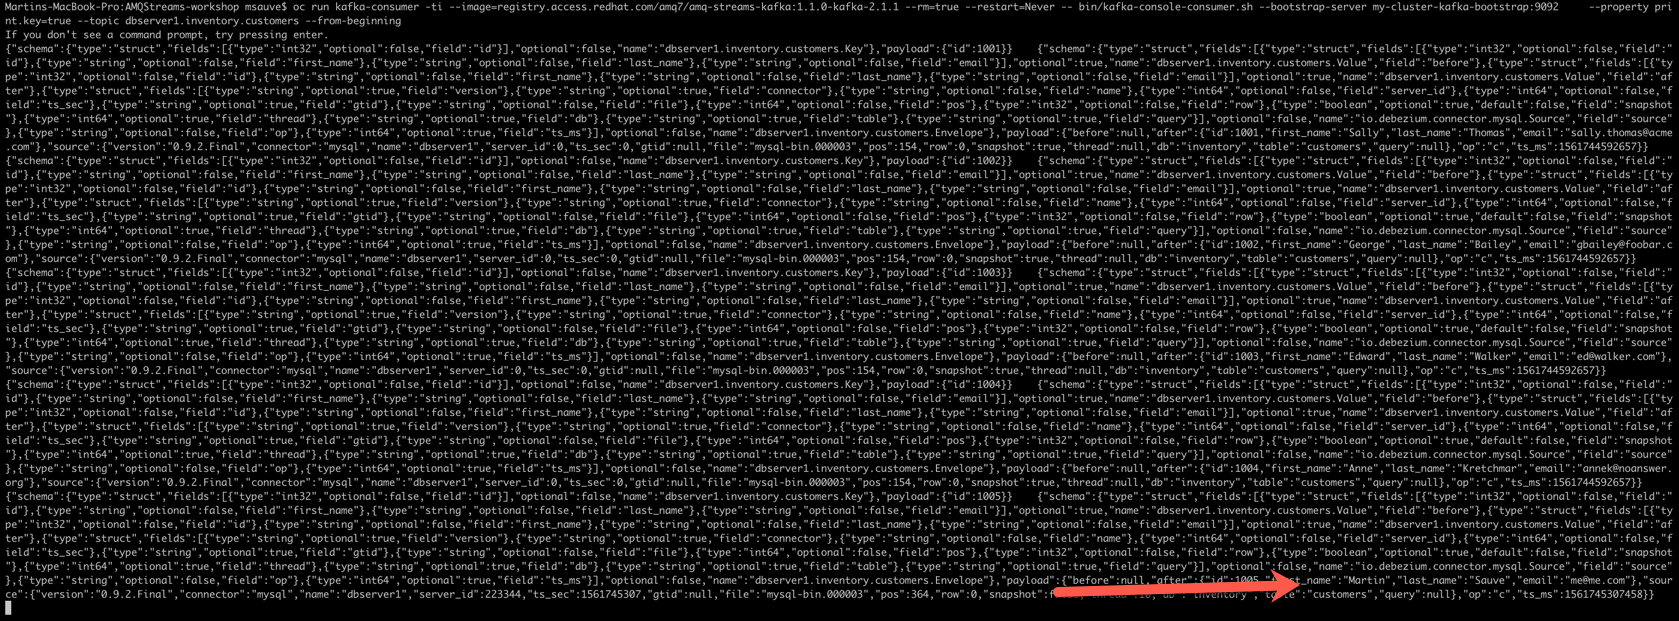 Martins-MacBook-Pro:AMQStreams-workshop msauve$ oc run kafka-consumer -ti --image=registry.access.redhat.com/amq7/amq-streams-kafka:1.1.0-kafka-2.1.1 --rm=true --restart=Never -- bin/kafka-console-consumer.sh --bootstrap-server my-cluster-kafka-bootstrap:9092     --property pri
nt.key=true --topic dbserver1.inventory.customers --from-beginning
If you don't see a command prompt, try pressing enter.
{"schema":{"type":"struct","fields":[{"type":"int32","optional":false,"field":"id"}],"optional":false,"name":"dbserver1.inventory.customers.Key"},"payload":{"id":1001}}    {"schema":{"type":"struct","fields":[{"type":"struct","fields":[{"type":"int32","optional":false,"field":"
id"},{"type":"string","optional":false,"field":"first_name"},{"type":"string","optional":false,"field":"last_name"},{"type":"string","optional":false,"field":"email"}],"optional":true,"name":"dbserver1.inventory.customers.Value","field":"before"},{"type":"struct","fields":[{"ty
pe":"int32","optional":false,"field":"id"},{"type":"string","optional":false,"field":"first_name"},{"type":"string","optional":false,"field":"last_name"},{"type":"string","optional":false,"field":"email"}],"optional":true,"name":"dbserver1.inventory.customers.Value","field":"af
ter"},{"type":"struct","fields":[{"type":"string","optional":true,"field":"version"},{"type":"string","optional":true,"field":"connector"},{"type":"string","optional":false,"field":"name"},{"type":"int64","optional":false,"field":"server_id"},{"type":"int64","optional":false,"f
ield":"ts_sec"},{"type":"string","optional":true,"field":"gtid"},{"type":"string","optional":false,"field":"file"},{"type":"int64","optional":false,"field":"pos"},{"type":"int32","optional":false,"field":"row"},{"type":"boolean","optional":true,"default":false,"field":"snapshot
"},{"type":"int64","optional":true,"field":"thread"},{"type":"string","optional":true,"field":"db"},{"type":"string","optional":true,"field":"table"},{"type":"string","optional":true,"field":"query"}],"optional":false,"name":"io.debezium.connector.mysql.Source","field":"source"
},{"type":"string","optional":false,"field":"op"},{"type":"int64","optional":true,"field":"ts_ms"}],"optional":false,"name":"dbserver1.inventory.customers.Envelope"},"payload":{"before":null,"after":{"id":1001,"first_name":"Sally","last_name":"Thomas","email":"sally.thomas@acme
.com"},"source":{"version":"0.9.2.Final","connector":"mysql","name":"dbserver1","server_id":0,"ts_sec":0,"gtid":null,"file":"mysql-bin.000003","pos":154,"row":0,"snapshot":true,"thread":null,"db":"inventory","table":"customers","query":null},"op":"c","ts_ms":1561744592657}}
{"schema":{"type":"struct","fields":[{"type":"int32","optional":false,"field":"id"}],"optional":false,"name":"dbserver1.inventory.customers.Key"},"payload":{"id":1002}}    {"schema":{"type":"struct","fields":[{"type":"struct","fields":[{"type":"int32","optional":false,"field":"
id"},{"type":"string","optional":false,"field":"first_name"},{"type":"string","optional":false,"field":"last_name"},{"type":"string","optional":false,"field":"email"}],"optional":true,"name":"dbserver1.inventory.customers.Value","field":"before"},{"type":"struct","fields":[{"ty
pe":"int32","optional":false,"field":"id"},{"type":"string","optional":false,"field":"first_name"},{"type":"string","optional":false,"field":"last_name"},{"type":"string","optional":false,"field":"email"}],"optional":true,"name":"dbserver1.inventory.customers.Value","field":"af
ter"},{"type":"struct","fields":[{"type":"string","optional":true,"field":"version"},{"type":"string","optional":true,"field":"connector"},{"type":"string","optional":false,"field":"name"},{"type":"int64","optional":false,"field":"server_id"},{"type":"int64","optional":false,"f
ield":"ts_sec"},{"type":"string","optional":true,"field":"gtid"},{"type":"string","optional":false,"field":"file"},{"type":"int64","optional":false,"field":"pos"},{"type":"int32","optional":false,"field":"row"},{"type":"boolean","optional":true,"default":false,"field":"snapshot
"},{"type":"int64","optional":true,"field":"thread"},{"type":"string","optional":true,"field":"db"},{"type":"string","optional":true,"field":"table"},{"type":"string","optional":true,"field":"query"}],"optional":false,"name":"io.debezium.connector.mysql.Source","field":"source"
},{"type":"string","optional":false,"field":"op"},{"type":"int64","optional":true,"field":"ts_ms"}],"optional":false,"name":"dbserver1.inventory.customers.Envelope"},"payload":{"before":null,"after":{"id":1002,"first_name":"George","last_name":"Bailey","email":"gbailey@foobar.c
om"},"source":{"version":"0.9.2.Final","connector":"mysql","name":"dbserver1","server_id":0,"ts_sec":0,"gtid":null,"file":"mysql-bin.000003","pos":154,"row":0,"snapshot":true,"thread":null,"db":"inventory","table":"customers","query":null},"op":"c","ts_ms":1561744592657}}
{"schema":{"type":"struct","fields":[{"type":"int32","optional":false,"field":"id"}],"optional":false,"name":"dbserver1.inventory.customers.Key"},"payload":{"id":1003}}    {"schema":{"type":"struct","fields":[{"type":"struct","fields":[{"type":"int32","optional":false,"field":"
id"},{"type":"string","optional":false,"field":"first_name"},{"type":"string","optional":false,"field":"last_name"},{"type":"string","optional":false,"field":"email"}],"optional":true,"name":"dbserver1.inventory.customers.Value","field":"before"},{"type":"struct","fields":[{"ty
pe":"int32","optional":false,"field":"id"},{"type":"string","optional":false,"field":"first_name"},{"type":"string","optional":false,"field":"last_name"},{"type":"string","optional":false,"field":"email"}],"optional":true,"name":"dbserver1.inventory.customers.Value","field":"af
ter"},{"type":"struct","fields":[{"type":"string","optional":true,"field":"version"},{"type":"string","optional":true,"field":"connector"},{"type":"string","optional":false,"field":"name"},{"type":"int64","optional":false,"field":"server_id"},{"type":"int64","optional":false,"f
ield":"ts_sec"},{"type":"string","optional":true,"field":"gtid"},{"type":"string","optional":false,"field":"file"},{"type":"int64","optional":false,"field":"pos"},{"type":"int32","optional":false,"field":"row"},{"type":"boolean","optional":true,"default":false,"field":"snapshot
"},{"type":"int64","optional":true,"field":"thread"},{"type":"string","optional":true,"field":"db"},{"type":"string","optional":true,"field":"table"},{"type":"string","optional":true,"field":"query"}],"optional":false,"name":"io.debezium.connector.mysql.Source","field":"source"
},{"type":"string","optional":false,"field":"op"},{"type":"int64","optional":true,"field":"ts_ms"}],"optional":false,"name":"dbserver1.inventory.customers.Envelope"},"payload":{"before":null,"after":{"id":1003,"first_name":"Edward","last_name":"Walker","email":"ed@walker.com"},
"source":{"version":"0.9.2.Final","connector":"mysql","name":"dbserver1","server_id":0,"ts_sec":0,"gtid":null,"file":"mysql-bin.000003","pos":154,"row":0,"snapshot":true,"thread":null,"db":"inventory","table":"customers","query":null},"op":"c","ts_ms":1561744592657}}
{"schema":{"type":"struct","fields":[{"type":"int32","optional":false,"field":"id"}],"optional":false,"name":"dbserver1.inventory.customers.Key"},"payload":{"id":1004}}    {"schema":{"type":"struct","fields":[{"type":"struct","fields":[{"type":"int32","optional":false,"field":"
id"},{"type":"string","optional":false,"field":"first_name"},{"type":"string","optional":false,"field":"last_name"},{"type":"string","optional":false,"field":"email"}],"optional":true,"name":"dbserver1.inventory.customers.Value","field":"before"},{"type":"struct","fields":[{"ty
pe":"int32","optional":false,"field":"id"},{"type":"string","optional":false,"field":"first_name"},{"type":"string","optional":false,"field":"last_name"},{"type":"string","optional":false,"field":"email"}],"optional":true,"name":"dbserver1.inventory.customers.Value","field":"af
ter"},{"type":"struct","fields":[{"type":"string","optional":true,"field":"version"},{"type":"string","optional":true,"field":"connector"},{"type":"string","optional":false,"field":"name"},{"type":"int64","optional":false,"field":"server_id"},{"type":"int64","optional":false,"f
ield":"ts_sec"},{"type":"string","optional":true,"field":"gtid"},{"type":"string","optional":false,"field":"file"},{"type":"int64","optional":false,"field":"pos"},{"type":"int32","optional":false,"field":"row"},{"type":"boolean","optional":true,"default":false,"field":"snapshot
"},{"type":"int64","optional":true,"field":"thread"},{"type":"string","optional":true,"field":"db"},{"type":"string","optional":true,"field":"table"},{"type":"string","optional":true,"field":"query"}],"optional":false,"name":"io.debezium.connector.mysql.Source","field":"source"
},{"type":"string","optional":false,"field":"op"},{"type":"int64","optional":true,"field":"ts_ms"}],"optional":false,"name":"dbserver1.inventory.customers.Envelope"},"payload":{"before":null,"after":{"id":1004,"first_name":"Anne","last_name":"Kretchmar","email":"annek@noanswer.
org"},"source":{"version":"0.9.2.Final","connector":"mysql","name":"dbserver1","server_id":0,"ts_sec":0,"gtid":null,"file":"mysql-bin.000003","pos":154,"row":0,"snapshot":true,"thread":null,"db":"inventory","table":"customers","query":null},"op":"c","ts_ms":1561744592657}}
{"schema":{"type":"struct","fields":[{"type":"int32","optional":false,"field":"id"}],"optional":false,"name":"dbserver1.inventory.customers.Key"},"payload":{"id":1005}}    {"schema":{"type":"struct","fields":[{"type":"struct","fields":[{"type":"int32","optional":false,"field":"
id"},{"type":"string","optional":false,"field":"first_name"},{"type":"string","optional":false,"field":"last_name"},{"type":"string","optional":false,"field":"email"}],"optional":true,"name":"dbserver1.inventory.customers.Value","field":"before"},{"type":"struct","fields":[{"ty
pe":"int32","optional":false,"field":"id"},{"type":"string","optional":false,"field":"first_name"},{"type":"string","optional":false,"field":"last_name"},{"type":"string","optional":false,"field":"email"}],"optional":true,"name":"dbserver1.inventory.customers.Value","field":"af
ter"},{"type":"struct","fields":[{"type":"string","optional":true,"field":"version"},{"type":"string","optional":true,"field":"connector"},{"type":"string","optional":false,"field":"name"},{"type":"int64","optional":false,"field":"server_id"},{"type":"int64","optional":false,"f
ield":"ts_sec"},{"type":"string","optional":true,"field":"gtid"},{"type":"string","optional":false,"field":"file"},{"type":"int64","optional":false,"field":"pos"},{"type":"int32","optional":false,"field":"row"},{"type":"boolean","optional":true,"default":false,"field":"snapshot
"},{"type":"int64","optional":true,"field":"thread"},{"type":"string","optional":true,"field":"db"},{"type":"string","optional":true,"field":"table"},{"type":"string","optional":true,"field":"query"}],"optional":false,"name":"io.debezium.connector.mysql.Source","field":"source"
},{"type":"string","optional":false,"field":"op"},{"type":"int64","optional":true,"field":"ts_ms"}],"optional":false,"name":"dbserver1.inventory.customers.Envelope"},"payload":{"before":null,"after":{"id":1005, _name":"Martin","last_name":"Sauve","email":"me@me.com"},"sour
ce":{"version":"0.9.2.Final","connector":"mysql","name":"dbserver1","server_id":223344,"ts_sec":1561745307,"gtid":null,"file":"mysql-bin.000003","pos":364,"row":0,"snapshot": "inventory", "customers","query":null},"op":"c","ts_ms":1561745307458}}